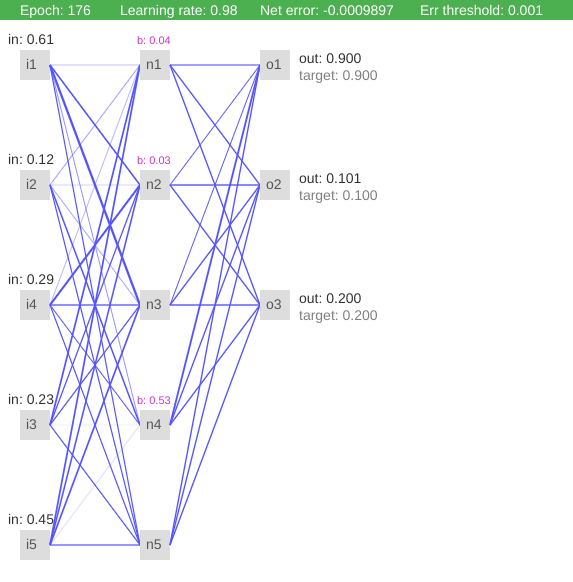 Epoch: 176 Learning rate: 0.98 Net error: -0.0009897 Err threshold: 0.001
in: 0.61 b: 0.04
i1 n1 o1 out: 0.900
target: 0.900
in: 0.12 b: 0.03
i2 n2 o2 out: 0.101
target: 0.100
in: 0.29
i4 n3 o3 out: 0.200
target: 0.200
in: 0.23 b: 0.53
i3 n4
in: 0.45
i5 n5